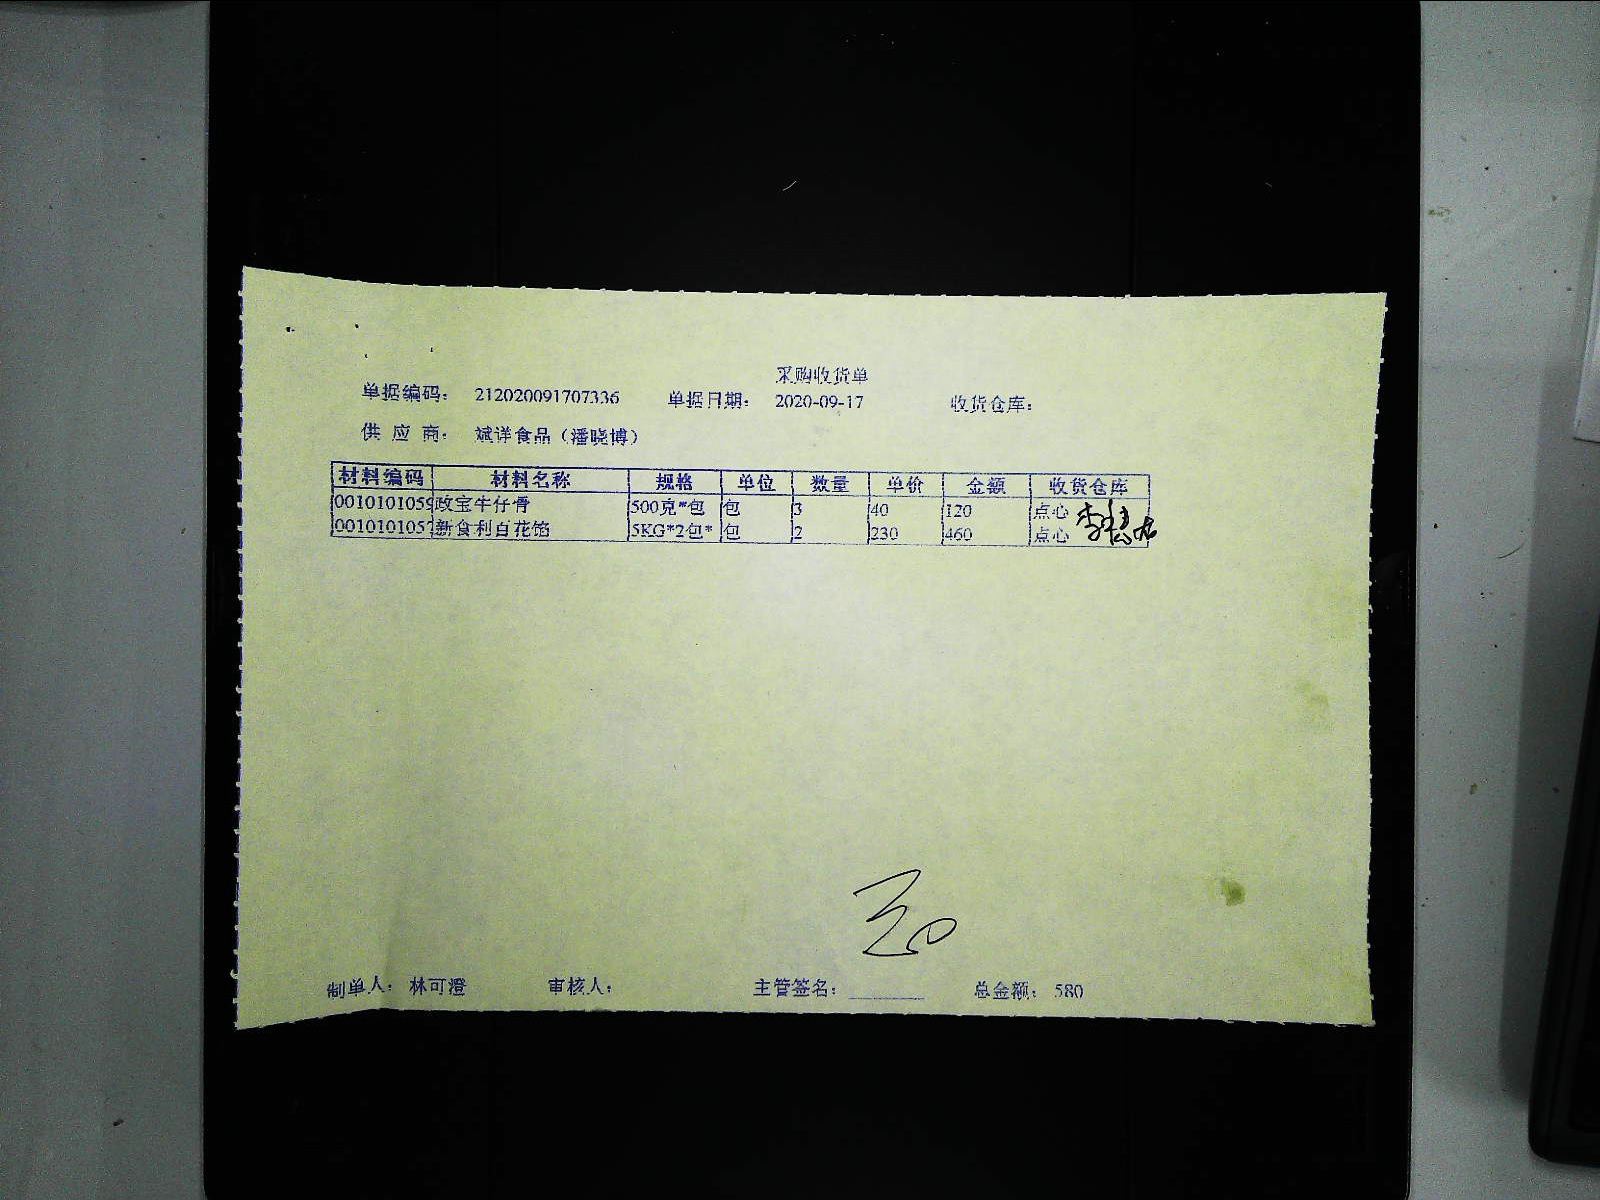 采购收货单
单据编码： 212020091707336 单据日期： 2020-09-17 收货仓库：
供 应 商： 斌洋食品（潘晓博）
材料编码 材料名称 规格 单位 数量 单价 金额 收货仓库
0010101059 政宝牛仔骨 500克*包 包 3 40 120 点心
0010101057 新食利百花馅 5KG*2包* 包 2 230 460 点心
制单人： 林可澄 审核人： 主管签名： 总金额： 580